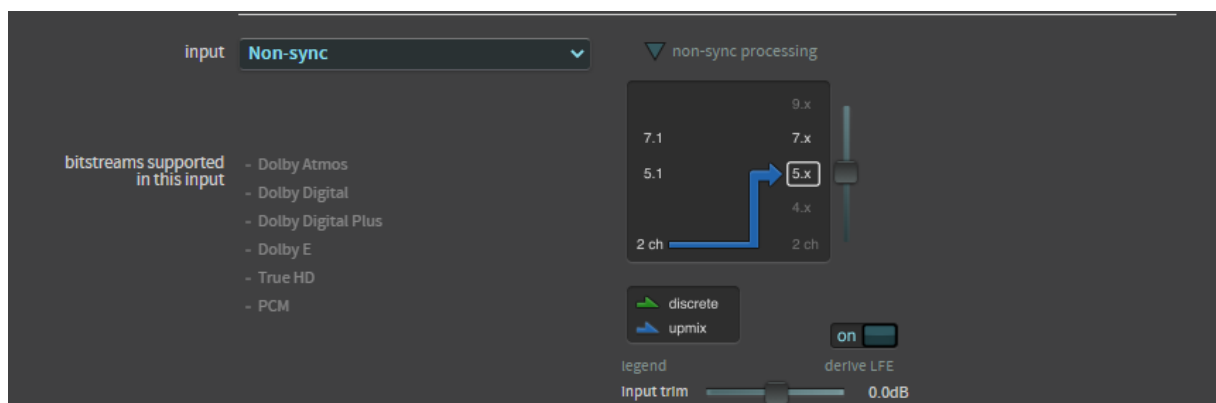 input Non-sync
non-sync processing
9.x
7.1 7.x
5.1 5.x
4.x
2 ch 2 ch
bitstreams supported
in this input
- Dolby Atmos
- Dolby Digital
- Dolby Digital Plus
- Dolby E
- True HD
- PCM
discrete
upmix
on
legend
derive LFE
input trim 0.0dB